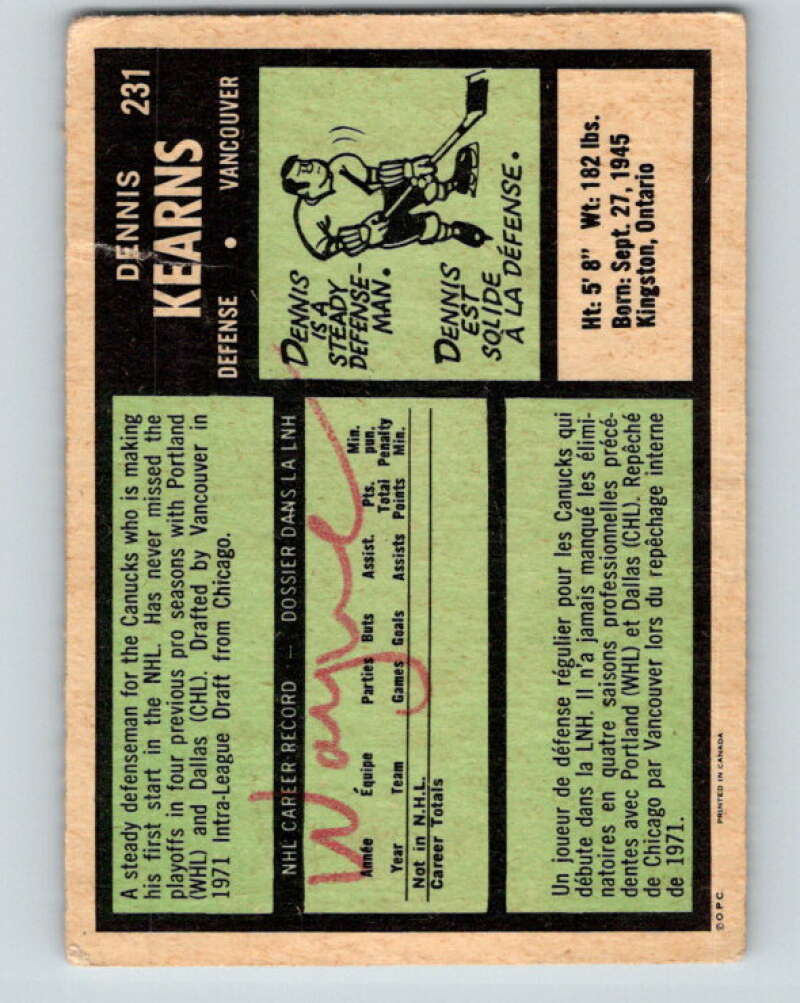 DENNIS 231
KEARNS
DEFENSE • VANCOUVER
A steady defenseman for the Canucks who is making
his first start in the NHL. Has never missed the
playoffs in four previous pro seasons with Portland
(WHL) and Dallas (CHL). Drafted by Vancouver in
1971 Intra-League Draft from Chicago.
DENNIS
IS A
STEADY
DEFENSE-
MAN.
DENNIS
EST
SOLIDE
A LA DÉFENSE.
NHL CAREER RECORD — DOSSIER DANS LA LNH
Wayne
Min.
Pts. pun.
Année Équipe Parties Buts Assist. Total Penalty
Year Team Games Goals Assists Points Min.
Not in N.H.L.
Career Totals
Ht: 5' 8" Wt: 182 lbs.
Born: Sept. 27, 1945
Kingston, Ontario
Un joueur de défense régulier pour les Canucks qui
débute dans la LNH. Il n'a jamais manqué les élimi-
natoires en quatre saisons professionnelles précé-
dentes avec Portland (WHL) et Dallas (CHL). Repêché
de Chicago par Vancouver lors du repêchage interne
de 1971.
©OPC PRINTED IN CANADA